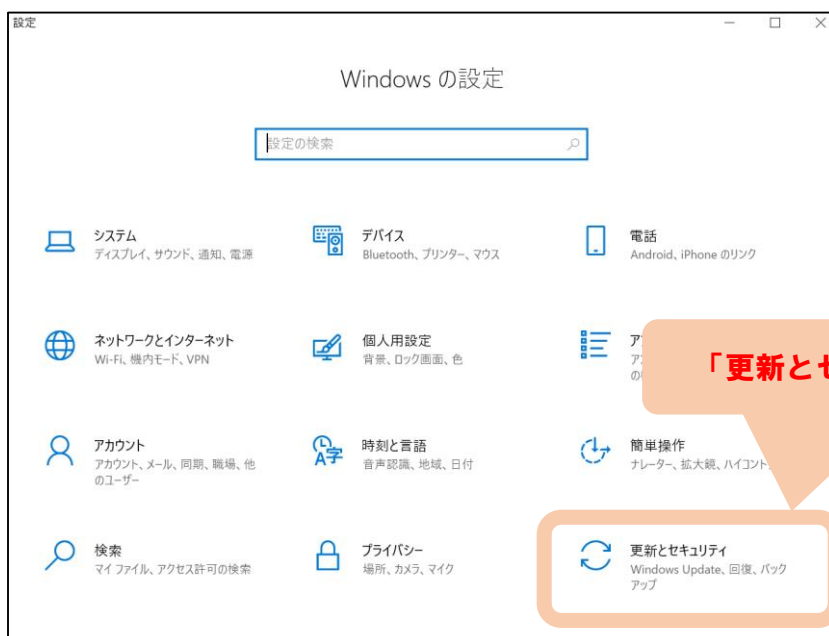 設定
Windows の設定
設定の検索
システム
ディスプレイ、サウンド、通知、電源
デバイス
Bluetooth、プリンター、マウス
電話
Android、iPhone のリンク
ネットワークとインターネット
Wi-Fi、機内モード、VPN
個人用設定
背景、ロック画面、色
「更新とセ
アカウント
アカウント、メール、同期、職場、他
のユーザー
時刻と言語
音声認識、地域、日付
簡単操作
ナレーター、拡大鏡、ハイコント
検索
マイ ファイル、アクセス許可の検索
プライバシー
場所、カメラ、マイク
更新とセキュリティ
Windows Update、回復、バック
アップ